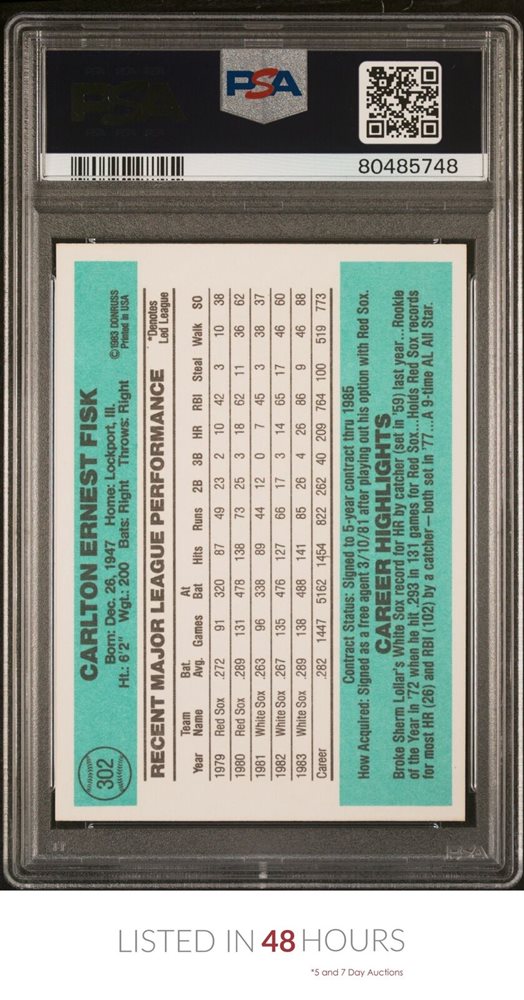 PSA
80485748
302
CARLTON ERNEST FISK
©1983 DONRUSS
Printed in USA
Born: Dec. 26, 1947 Home: Lockport, Ill.
Ht.: 6'2" Wgt.: 200 Bats: Right Throws: Right
RECENT MAJOR LEAGUE PERFORMANCE
*Denotes
Led League
Year Team Name Bat. Avg. Games At Bat Hits Runs 2B 3B HR RBI Steal Walk SO
1979 Red Sox .272 91 320 87 49 23 2 10 42 3 10 38
1980 Red Sox .289 131 478 138 73 25 3 18 62 11 36 62
1981 White Sox .263 96 338 89 44 12 0 7 45 3 38 37
1982 White Sox .267 135 476 127 66 17 3 14 65 17 46 60
1983 White Sox .289 138 488 141 85 26 4 26 86 9 46 88
Career .282 1447 5162 1454 822 262 40 209 764 100 519 773
Contract Status: Signed to 5-year contract thru 1985
How Acquired: Signed as a free agent 3/10/81 after playing out his option with Red Sox.
CAREER HIGHLIGHTS
Broke Sherm Lollar's White Sox record for HR by catcher (set in '59) last year...Rookie
of the Year in '72 when he hit .293 in 131 games for Red Sox...Holds Red Sox records
for most HR (26) and RBI (102) by a catcher—both set in '77...A 9-time AL All Star.
PSA
LISTED IN 48 HOURS
*5 and 7 Day Auctions